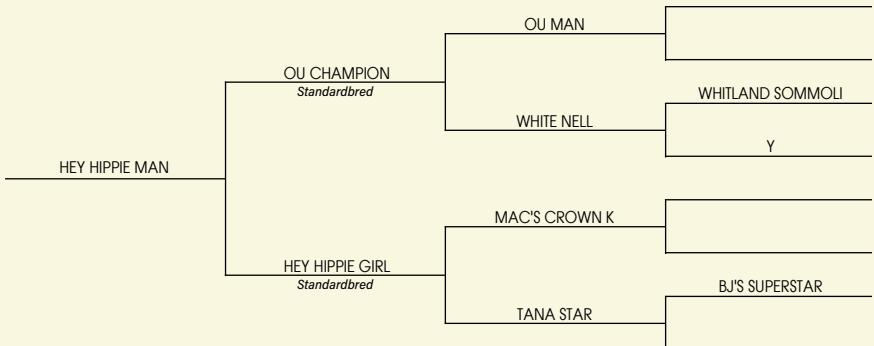 OU MAN
OU CHAMPION
Standardbred
WHITLAND SOMMOLI
WHITE NELL
Y
HEY HIPPIE MAN
MAC'S CROWN K
HEY HIPPIE GIRL
Standardbred
BJ'S SUPERSTAR
TANA STAR